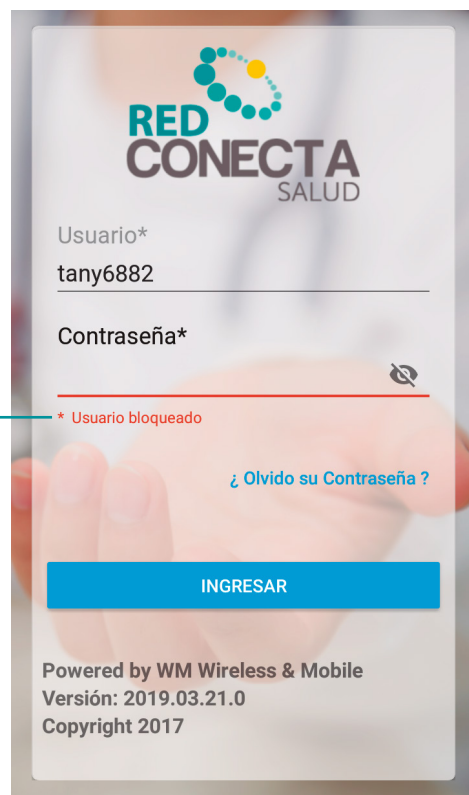 RED
CONECTA
SALUD
Usuario*
tany6882
Contraseña*
* Usuario bloqueado
¿ Olvido su Contraseña ?
INGRESAR
Powered by WM Wireless & Mobile
Versión: 2019.03.21.0
Copyright 2017